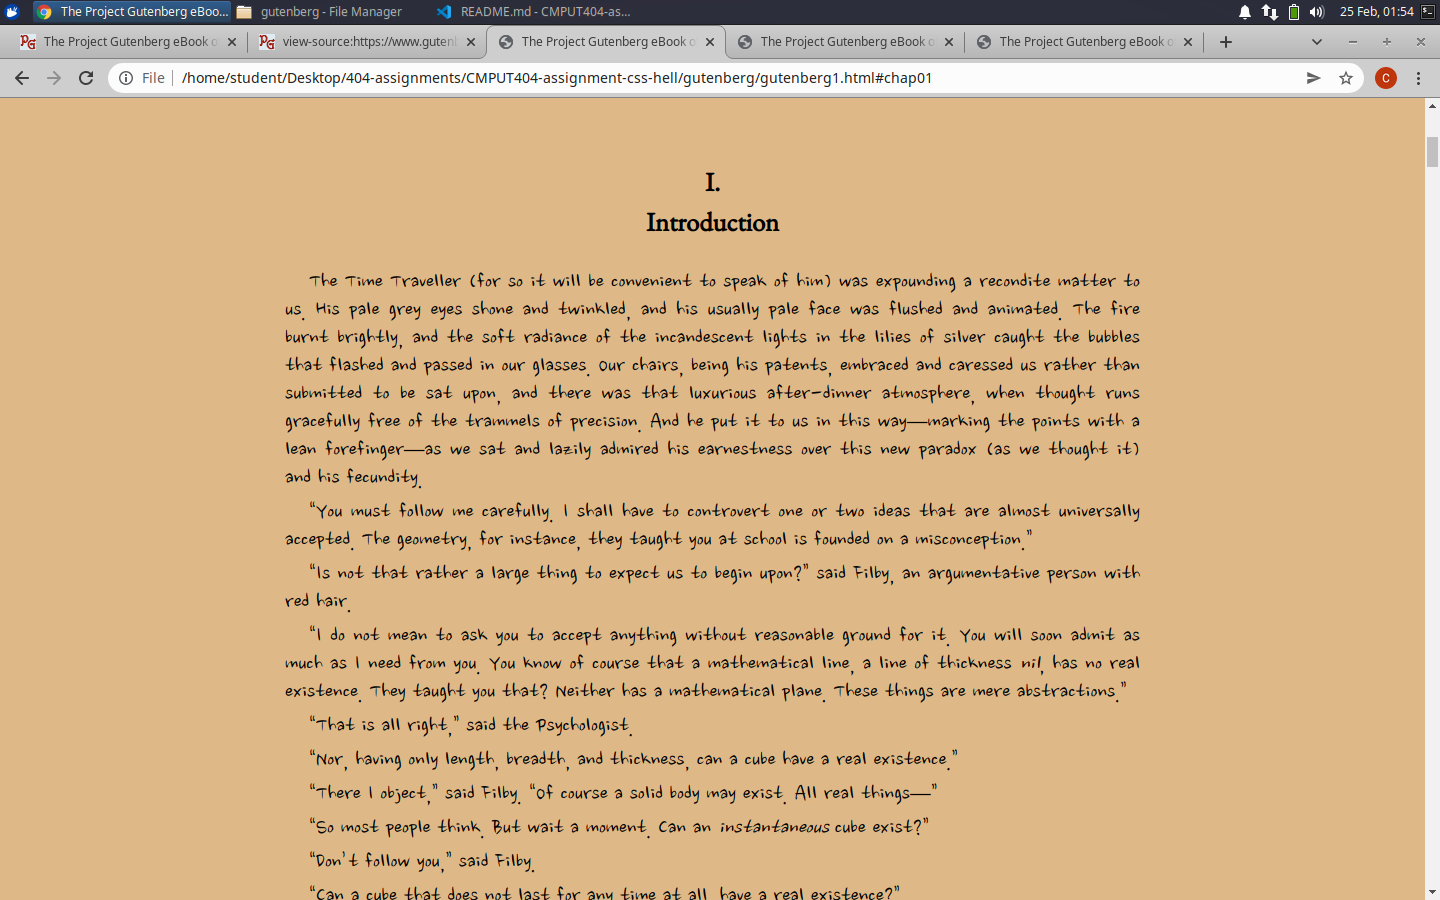 The Project Gutenberg eBoo...
gutenberg - File Manager
README.md - CMPUT404-as...
25 Feb, 01:54
The Project Gutenberg eBook o
view-source:https://www.gutenb
The Project Gutenberg eBook o
The Project Gutenberg eBook o
The Project Gutenberg eBook o
File
/home/student/Desktop/404-assignments/CMPUT404-assignment-css-hell/gutenberg/gutenberg1.html#chap01
C
I.
Introduction
The Time Traveller (for so it will be convenient to speak of him) was expounding a recondite matter to
us. His pale grey eyes shone and twinkled, and his usually pale face was flushed and animated. The fire
burnt brightly, and the soft radiance of the incandescent lights in the lilies of silver caught the bubbles
that flashed and passed in our glasses. Our chairs, being his patents, embraced and caressed us rather than
submitted to be sat upon, and there was that luxurious after-dinner atmosphere, when thought runs
gracefully free of the trammels of precision. And he put it to us in this way—marking the points with a
lean forefinger—as we sat and lazily admired his earnestness over this new paradox (as we thought it)
and his fecundity.
“You must follow me carefully. I shall have to controvert one or two ideas that are almost universally
accepted. The geometry, for instance, they taught you at school is founded on a misconception.”
“Is not that rather a large thing to expect us to begin upon?” said Filby, an argumentative person with
red hair.
“I do not mean to ask you to accept anything without reasonable ground for it. You will soon admit as
much as I need from you. You know of course that a mathematical line, a line of thickness nil, has no real
existence. They taught you that? Neither has a mathematical plane. These things are mere abstractions.”
“That is all right,” said the Psychologist.
“Nor, having only length, breadth, and thickness, can a cube have a real existence.”
“There I object,” said Filby. “Of course a solid body may exist. All real things—”
“So most people think. But wait a moment. Can an instantaneous cube exist?”
“Don’t follow you,” said Filby.
“Can a cube that does not last for any time at all, have a real existence?”